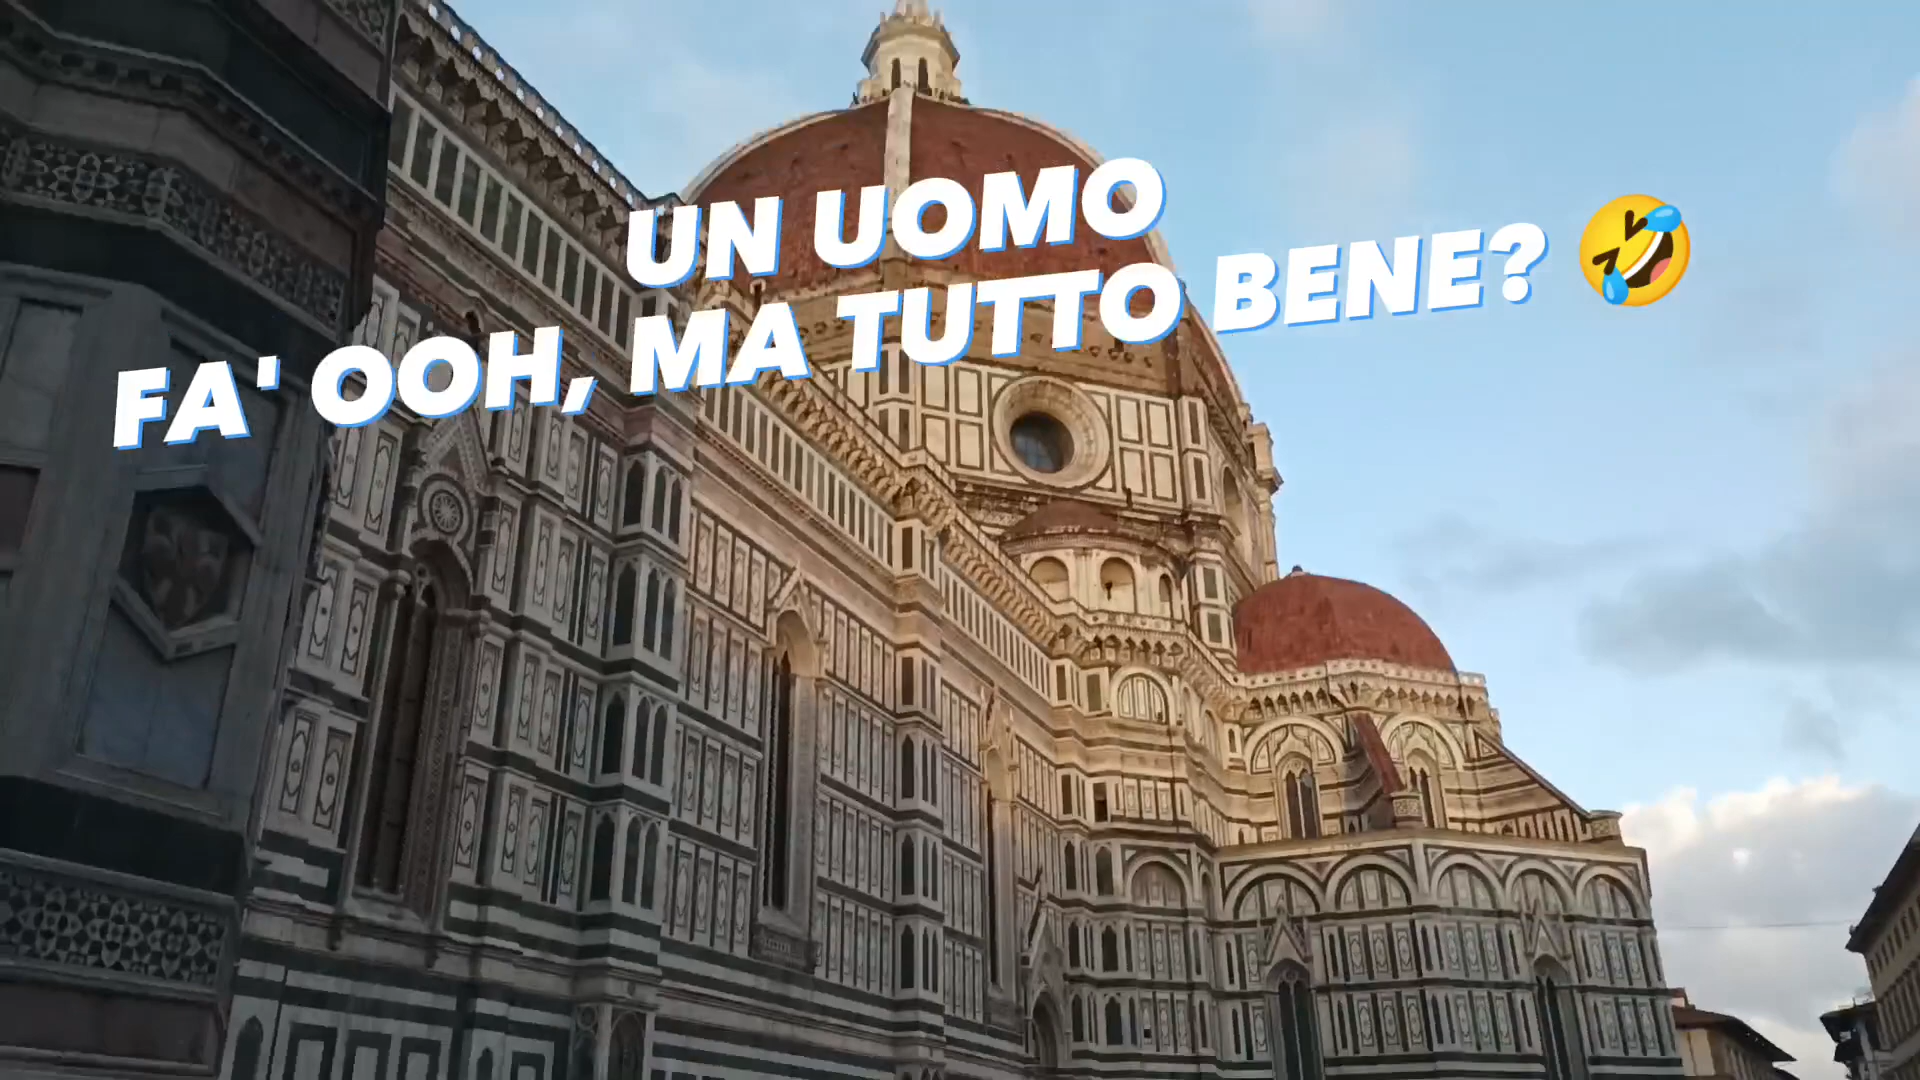 UN UOMO
FA' OOH, MA TUTTO BENE? 🤣